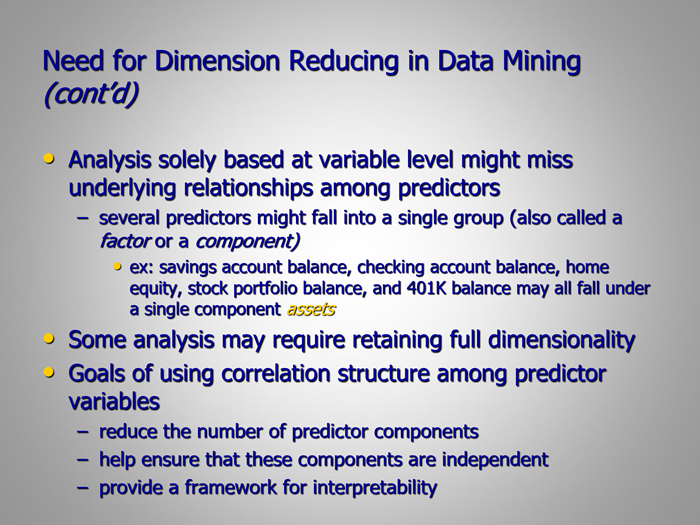 Need for Dimension Reducing in Data Mining
(cont’d)
• Analysis solely based at variable level might miss
underlying relationships among predictors
– several predictors might fall into a single group (also called a
factor or a component)
• ex: savings account balance, checking account balance, home
equity, stock portfolio balance, and 401K balance may all fall under
a single component assets
• Some analysis may require retaining full dimensionality
• Goals of using correlation structure among predictor
variables
– reduce the number of predictor components
– help ensure that these components are independent
– provide a framework for interpretability